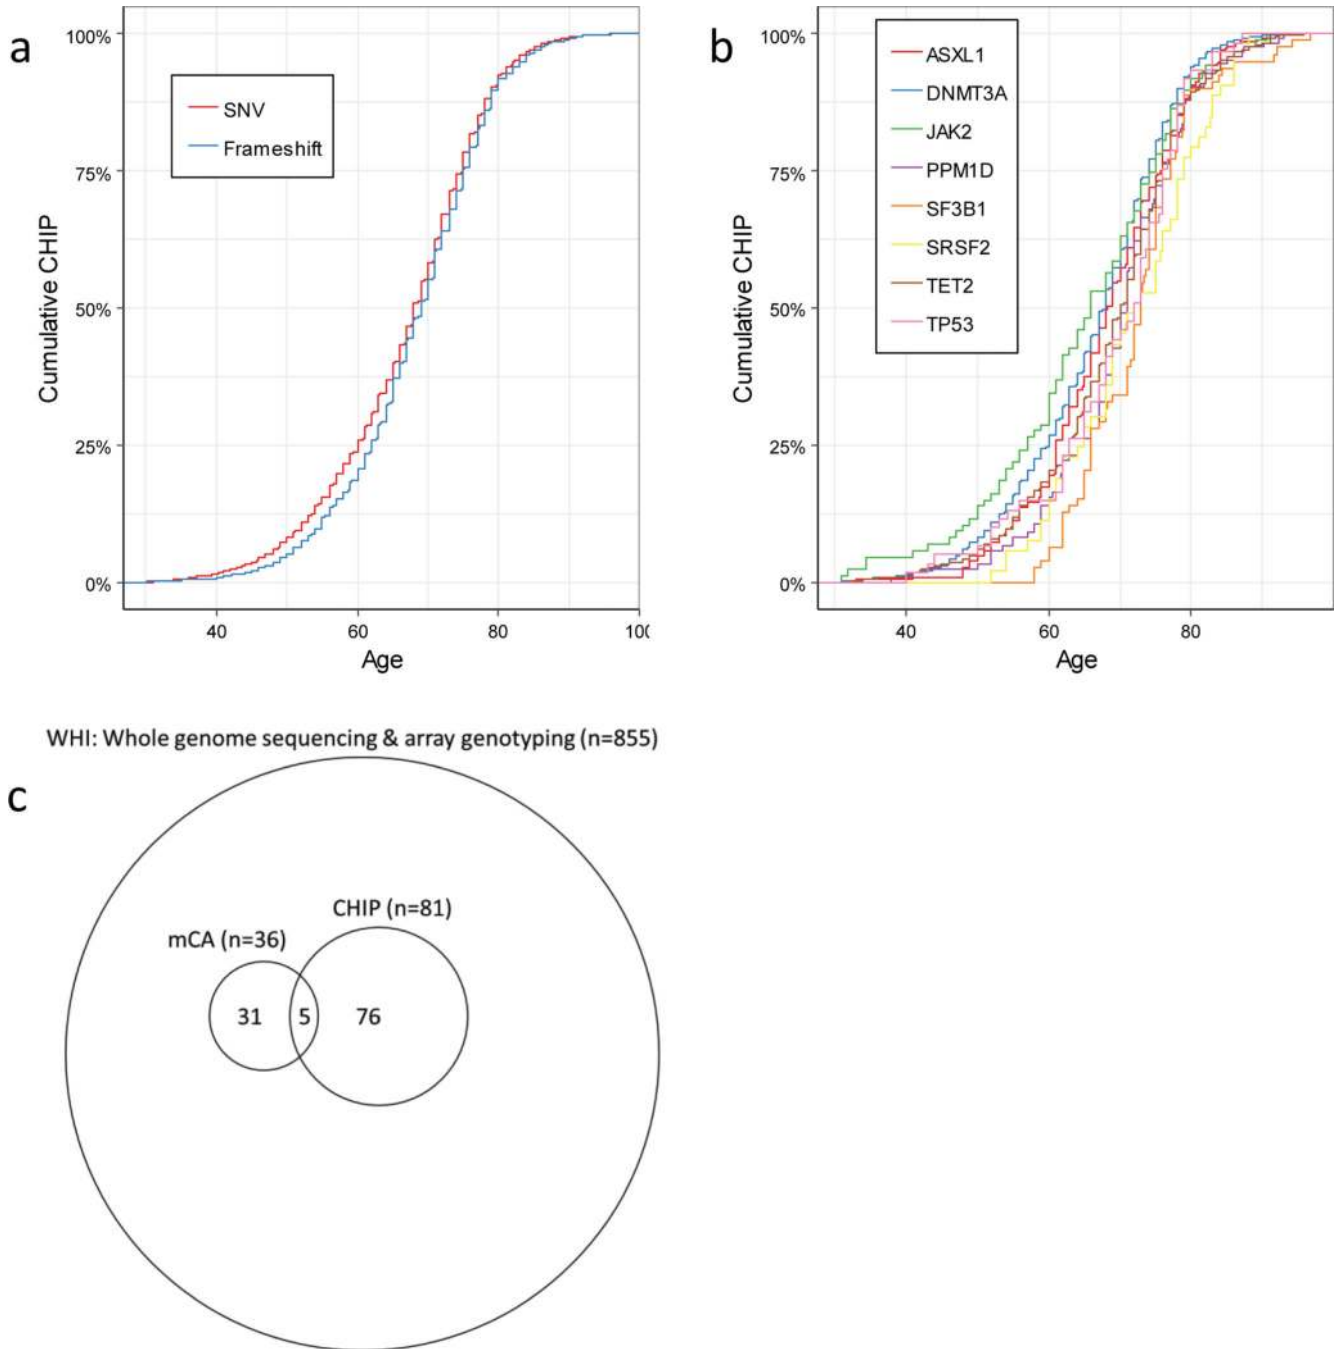 a
100%
75%
50%
25%
0%
Cumulative CHIP
SNV
Frameshift
40
60
80
100
Age
b
100%
75%
50%
25%
0%
Cumulative CHIP
ASXL1
DNMT3A
JAK2
PPM1D
SF3B1
SRSF2
TET2
TP53
40
60
80
Age
WHI: Whole genome sequencing & array genotyping (n=855)
c
CHIP (n=81)
mCA (n=36)
31
5
76